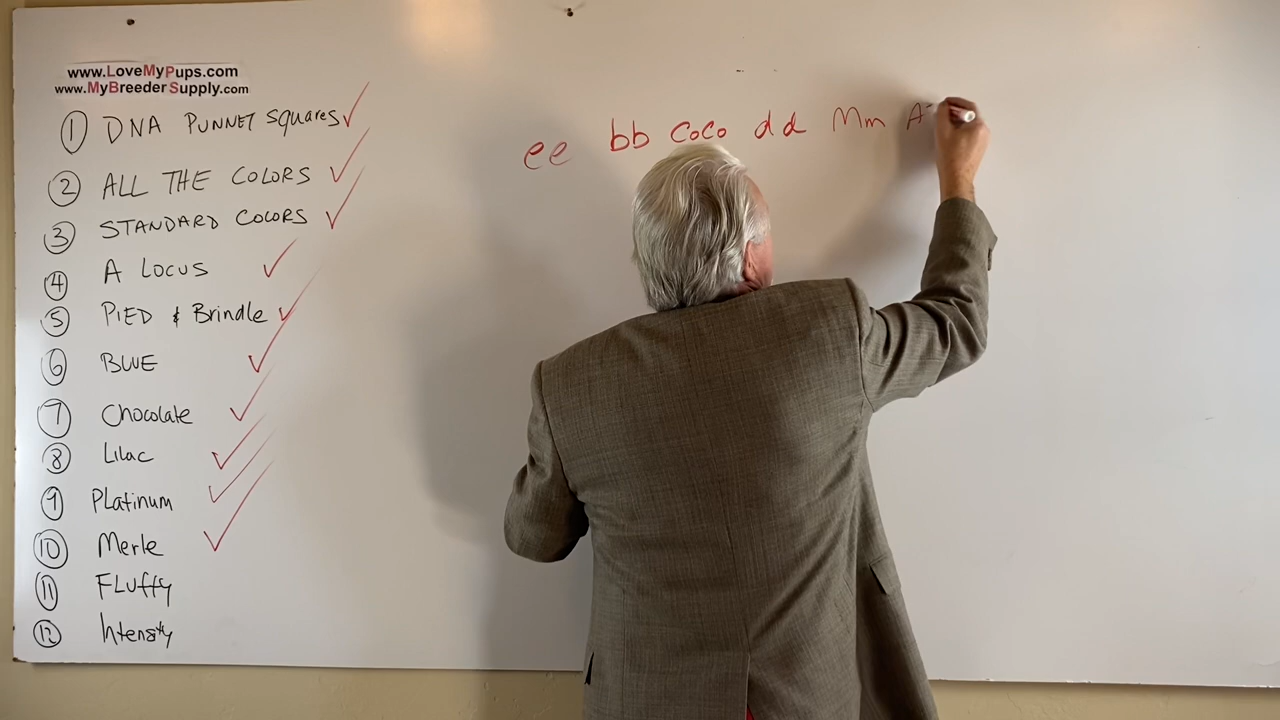 www.LoveMyPups.com
www.MyBreederSupply.com
1 DNA PUNNET Squares
2 ALL THE COLORS
3 STANDARD COLORS
4 A LOCUS
5 PIED & Brindle
6 BLUE
7 Chocolate
8 Lilac
9 Platinum
10 Merle
11 FLuffy
12 Intensity
ee bb coco dd Mm A